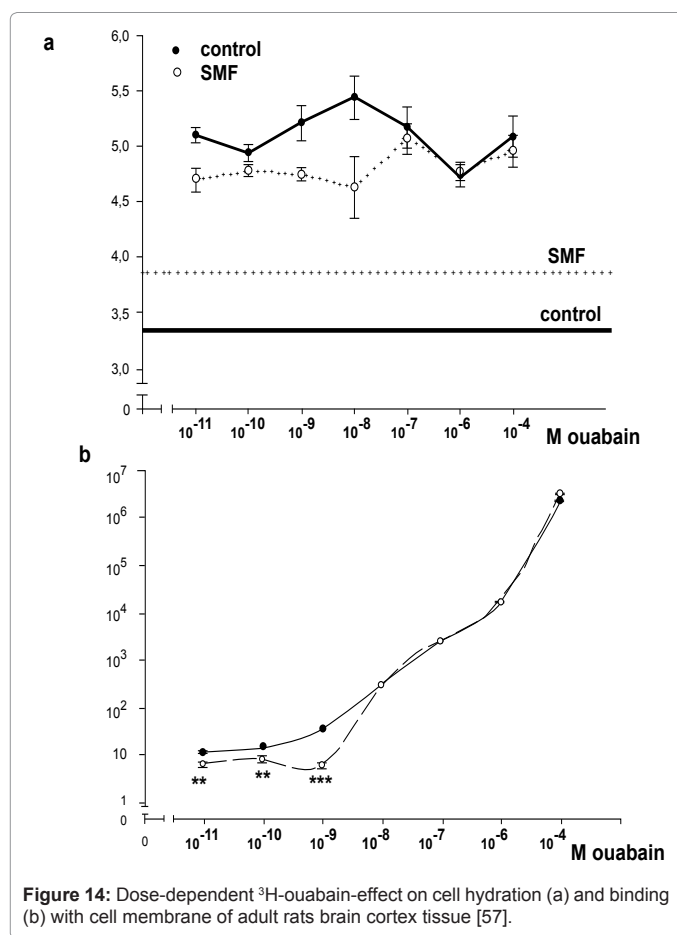 a
6,0
control
SMF
5,5
5,0
4,5
4,0
SMF
3,5
control
3,0
0
10⁻¹¹ 10⁻¹⁰ 10⁻⁹ 10⁻⁸ 10⁻⁷ 10⁻⁶ 10⁻⁴
M ouabain
b
10⁷
10⁶
10⁵
10⁴
10³
10²
10
** ** ***
1
0
0 10⁻¹¹ 10⁻¹⁰ 10⁻⁹ 10⁻⁸ 10⁻⁷ 10⁻⁶ 10⁻⁴
M ouabain
Figure 14: Dose-dependent ³H-ouabain-effect on cell hydration (a) and binding
(b) with cell membrane of adult rats brain cortex tissue [57].